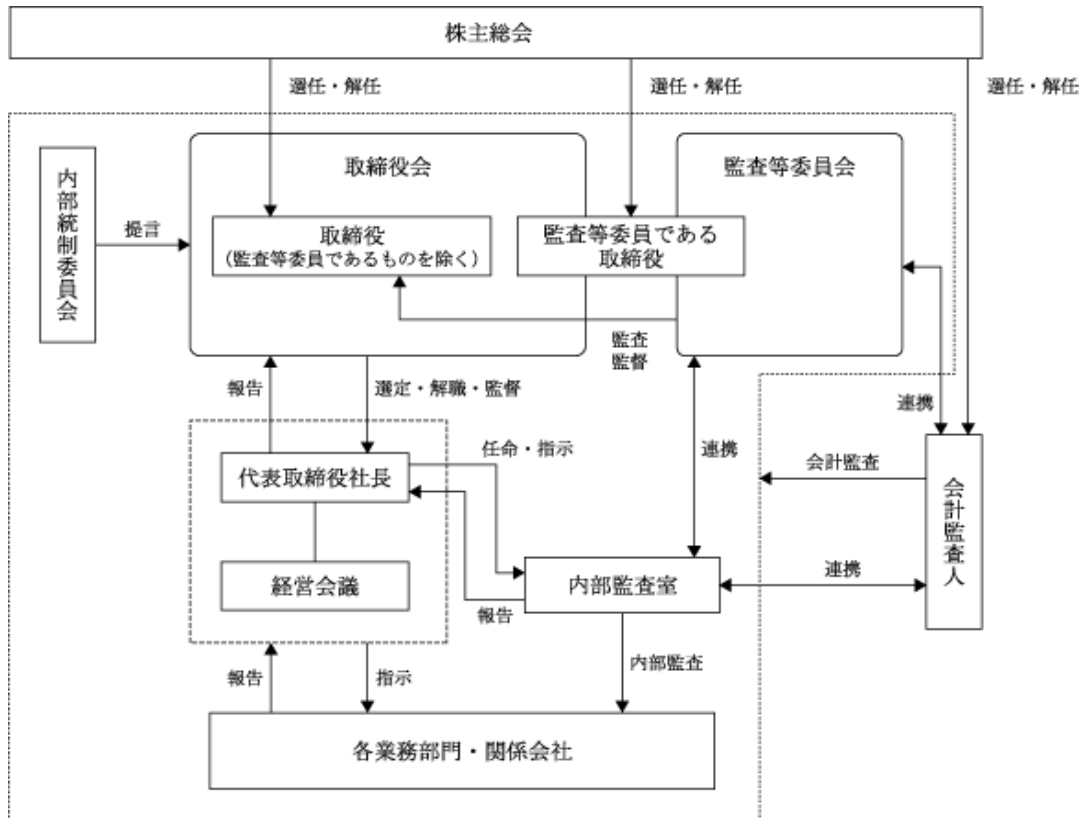 株主総会
選任・解任
選任・解任
選任・解任
取締役会
監査等委員会
内部統制委員会
提言
取締役
(監査等委員であるものを除く)
監査等委員である
取締役
監査
監督
報告
選定・解職・監督
連携
連携
代表取締役社長
任命・指示
会計監査
会計監査人
経営会議
内部監査室
連携
報告
報告
指示
内部監査
各業務部門・関係会社